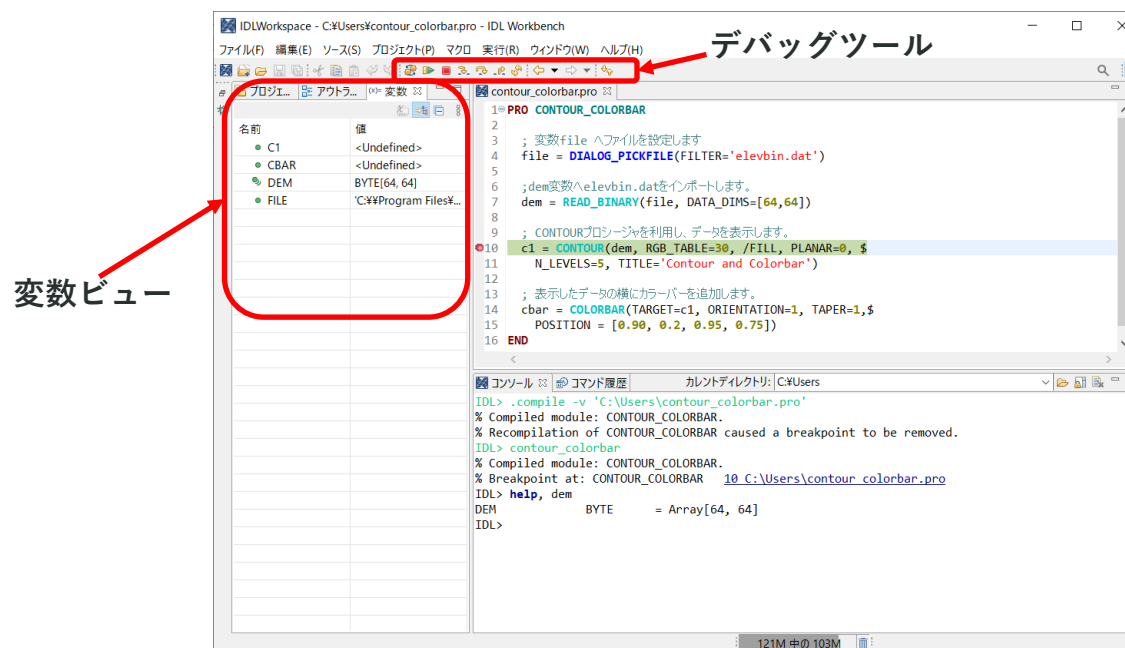 IDLWorkspace - C:¥Users¥contour_colorbar.pro - IDL Workbench
ファイル(F) 編集(E) ソース(S) プロジェクト(P) マクロ 実行(R) ウィンドウ(W) ヘルプ(H)
デバッグツール
プロジェ... アウトラ... (x)= 変数
contour_colorbar.pro
名前 値
C1 <Undefined>
CBAR <Undefined>
DEM BYTE[64, 64]
FILE 'C:¥¥Program Files¥...
変数ビュー
1 PRO CONTOUR_COLORBAR
2
3 ; 変数file へファイルを設定します
4 file = DIALOG_PICKFILE(FILTER='elevbin.dat')
5
6 ;dem変数へelevbin.datをインポートします。
7 dem = READ_BINARY(file, DATA_DIMS=[64,64])
8
9 ; CONTOURプロシージャを利用し、データを表示します。
10 c1 = CONTOUR(dem, RGB_TABLE=30, /FILL, PLANAR=0, $
11 N_LEVELS=5, TITLE='Contour and Colorbar')
12
13 ; 表示したデータの横にカラーバーを追加します。
14 cbar = COLORBAR(TARGET=c1, ORIENTATION=1, TAPER=1,$
15 POSITION = [0.90, 0.2, 0.95, 0.75])
16 END
コンソール コマンド履歴 カレントディレクトリ: C:¥Users
IDL> .compile -v 'C:\Users\contour_colorbar.pro'
% Compiled module: CONTOUR_COLORBAR.
% Recompilation of CONTOUR_COLORBAR caused a breakpoint to be removed.
IDL> contour_colorbar
% Compiled module: CONTOUR_COLORBAR.
% Breakpoint at: CONTOUR_COLORBAR 10 C:\Users\contour_colorbar.pro
IDL> help, dem
DEM BYTE = Array[64, 64]
IDL>
121M 中の 103M